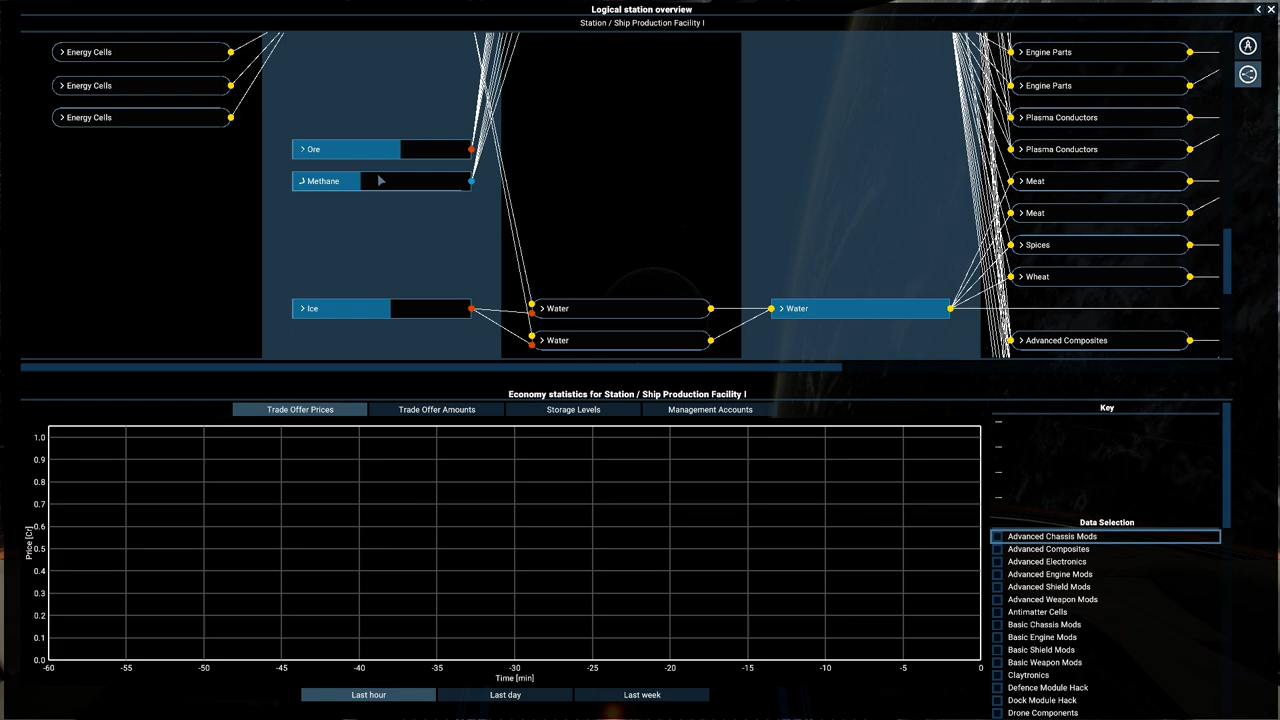 Logical station overview
Station / Ship Production Facility I
Energy Cells
Energy Cells
Energy Cells
Ore
Methane
Ice
Water
Water
Water
Engine Parts
Engine Parts
Plasma Conductors
Plasma Conductors
Meat
Meat
Spices
Wheat
Advanced Composites
Economy statistics for Station / Ship Production Facility I
Trade Offer Prices
Trade Offer Amounts
Storage Levels
Management Accounts
Price [Cr]
1.0
0.9
0.8
0.7
0.6
0.5
0.4
0.3
0.2
0.1
0.0
-60
-55
-50
-45
-40
-35
-30
-25
-20
-15
-10
-5
0
Time [min]
Last hour
Last day
Last week
Key
Data Selection
Advanced Chassis Mods
Advanced Composites
Advanced Electronics
Advanced Engine Mods
Advanced Shield Mods
Advanced Weapon Mods
Antimatter Cells
Basic Chassis Mods
Basic Engine Mods
Basic Shield Mods
Basic Weapon Mods
Claytronics
Defence Module Hack
Dock Module Hack
Drone Components